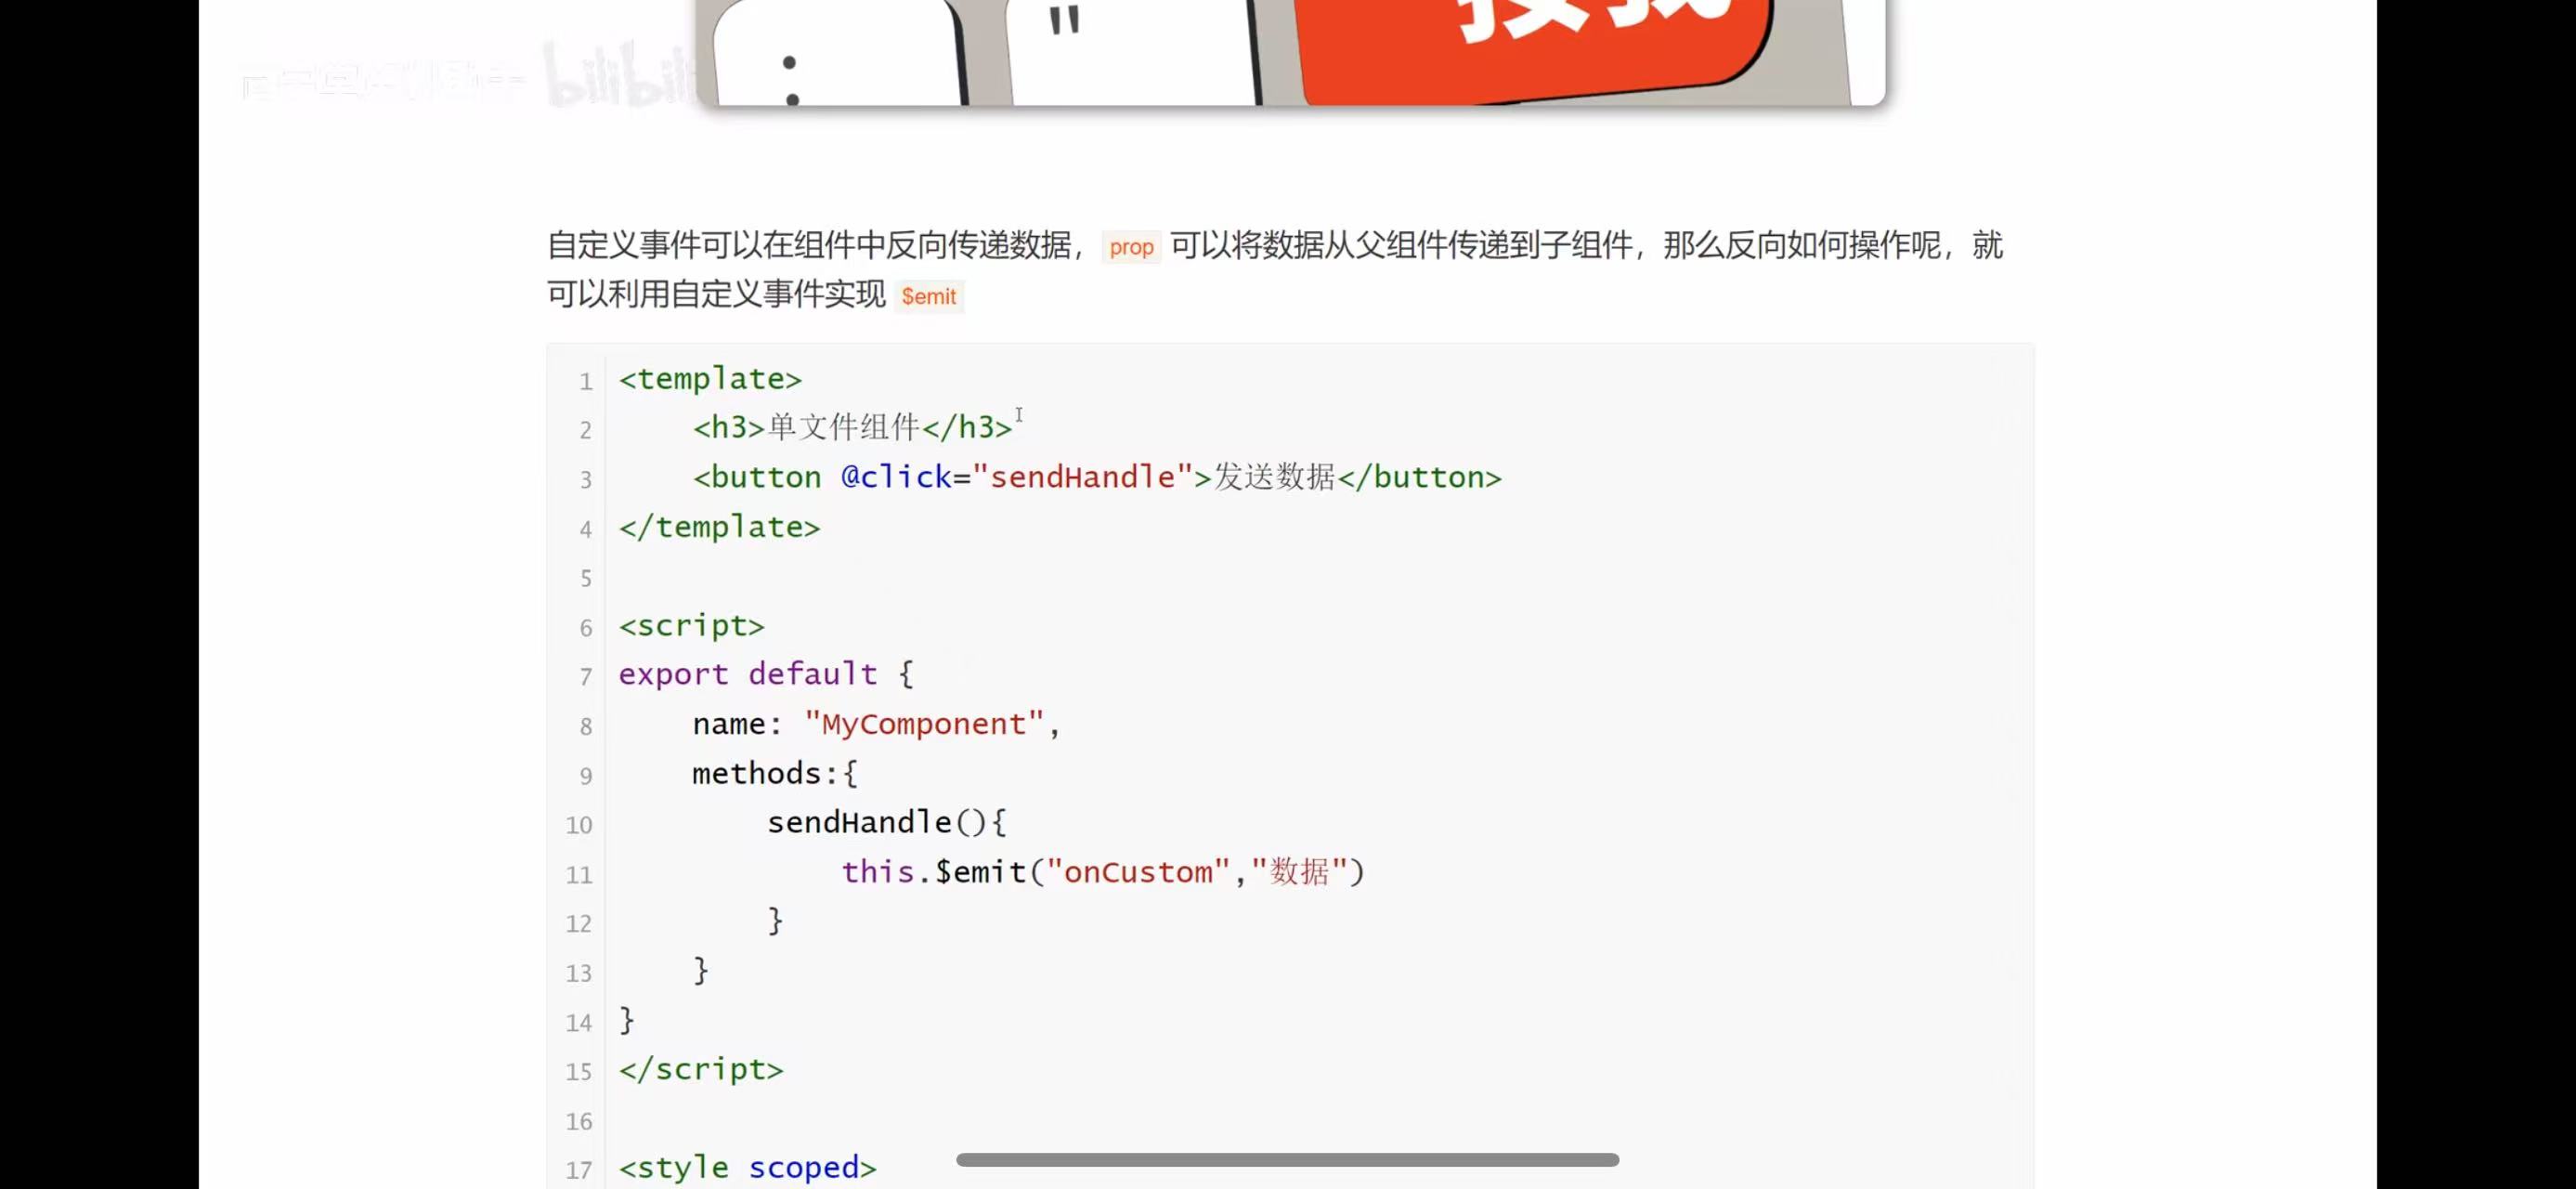 "
:
bilibili
自定义事件可以在组件中反向传递数据， prop 可以将数据从父组件传递到子组件，那么反向如何操作呢，就
可以利用自定义事件实现 $emit
1 <template>
2     <h3>单文件组件</h3>
3     <button @click="sendHandle">发送数据</button>
4 </template>
5
6 <script>
7 export default {
8     name: "MyComponent",
9     methods:{
10         sendHandle(){
11             this.$emit("onCustom","数据")
12         }
13     }
14 }
15 </script>
16
17 <style scoped>